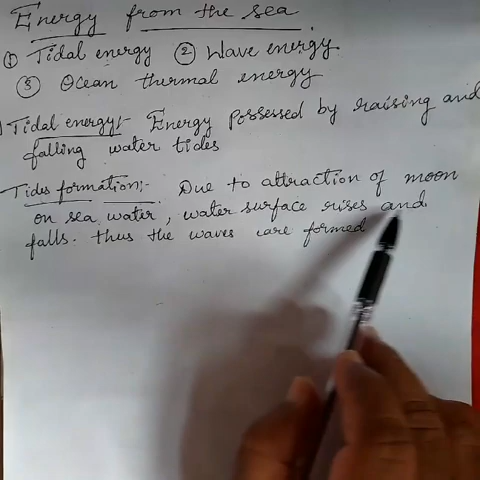 Energy from the sea
① Tidal energy ② Wave energy
③ Ocean thermal energy
Tidal energy:- Energy possessed by raising and
falling water tides
Tides formation:- Due to attraction of moon
on sea water, water surface rises and
falls. thus the waves are formed